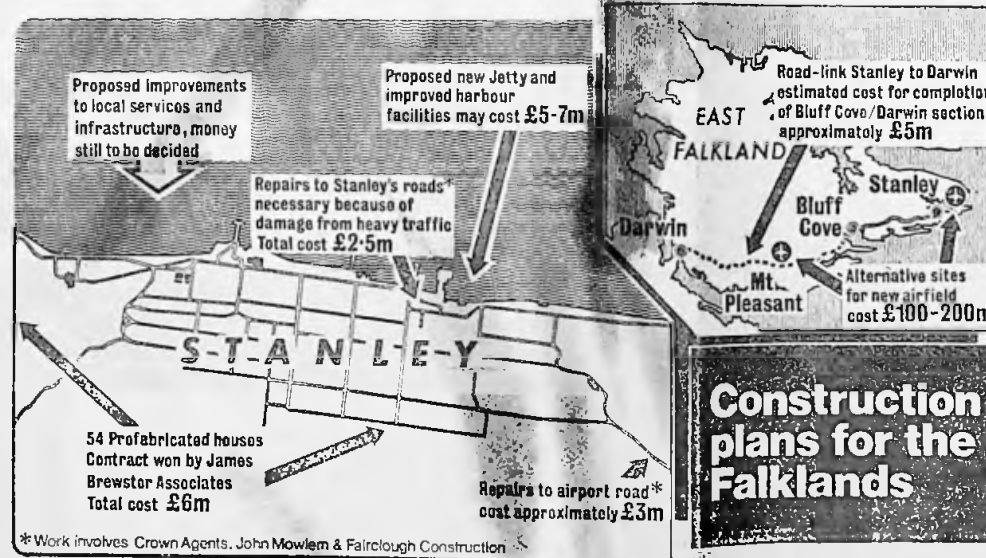 Proposed improvements
to local services and
infrastructure, money
still to be decided
Proposed new Jetty and
improved harbour
facilities may cost £5-7m
Repairs to Stanley's roads*
necessary because of
damage from heavy traffic
Total cost £2·5m
S-T-A-N-L-E-Y
54 Prefabricated houses
Contract won by James
Brewster Associates
Total cost £6m
Repairs to airport road*
cost approximately £3m
* Work involves Crown Agents. John Mowlem & Fairclough Construction
Road-link Stanley to Darwin
estimated cost for completion
of Bluff Cove/Darwin section
approximately £5m
EAST
FALKLAND
Stanley
Bluff
Cove
Darwin
Mt.
Pleasant
Alternative sites
for new airfield
cost £100-200m
Construction
plans for the
Falklands